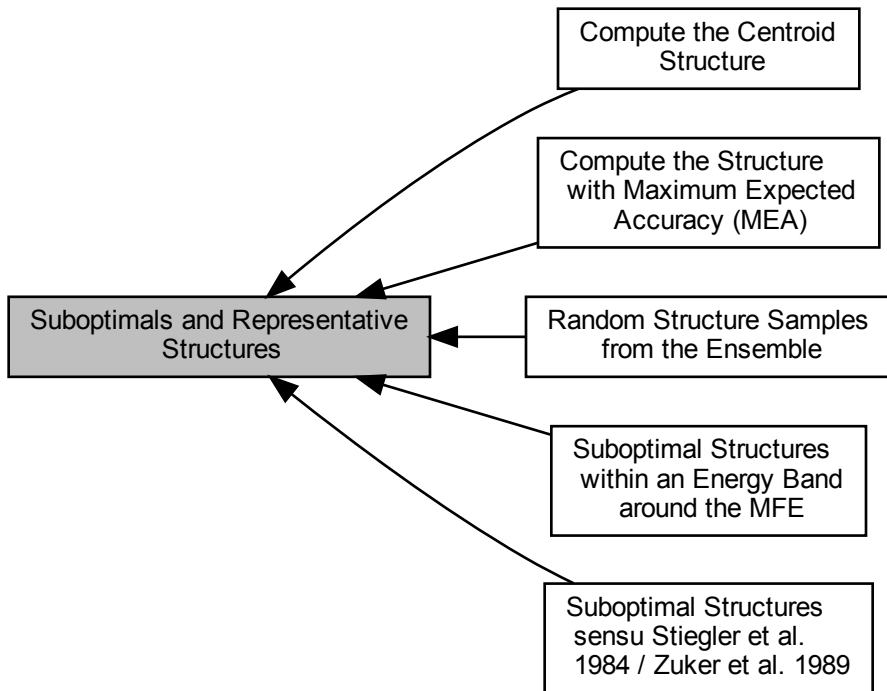 Compute the Centroid
Structure
Compute the Structure
with Maximum Expected
Accuracy (MEA)
Suboptimals and Representative
Structures
Random Structure Samples
from the Ensemble
Suboptimal Structures
within an Energy Band
around the MFE
Suboptimal Structures
sensu Stiegler et al.
1984 / Zuker et al. 1989